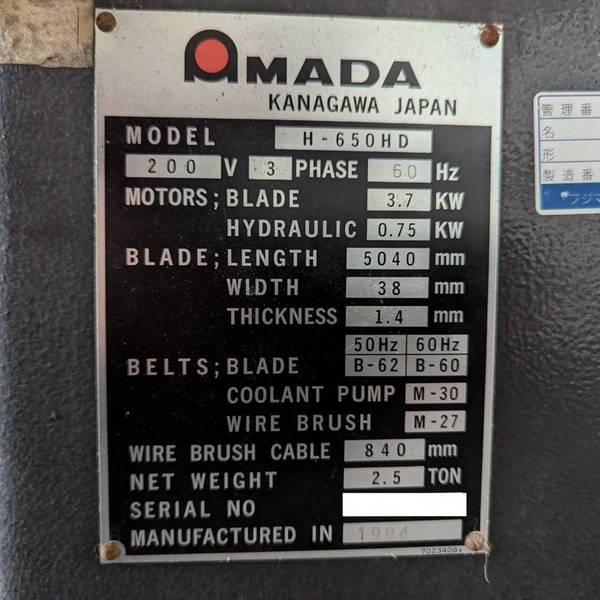 AMADA
KANAGAWA JAPAN
MODEL H-650HD
200 V 3 PHASE 60 Hz
MOTORS; BLADE 3.7 KW
HYDRAULIC 0.75 KW
BLADE; LENGTH 5040 mm
WIDTH 38 mm
THICKNESS 1.4 mm
50Hz 60Hz
BELTS; BLADE B-62 B-60
COOLANT PUMP M-30
WIRE BRUSH M-27
WIRE BRUSH CABLE 840 mm
NET WEIGHT 2.5 TON
SERIAL NO
MANUFACTURED IN 1994
管理番
名
形
製造番
フジマ